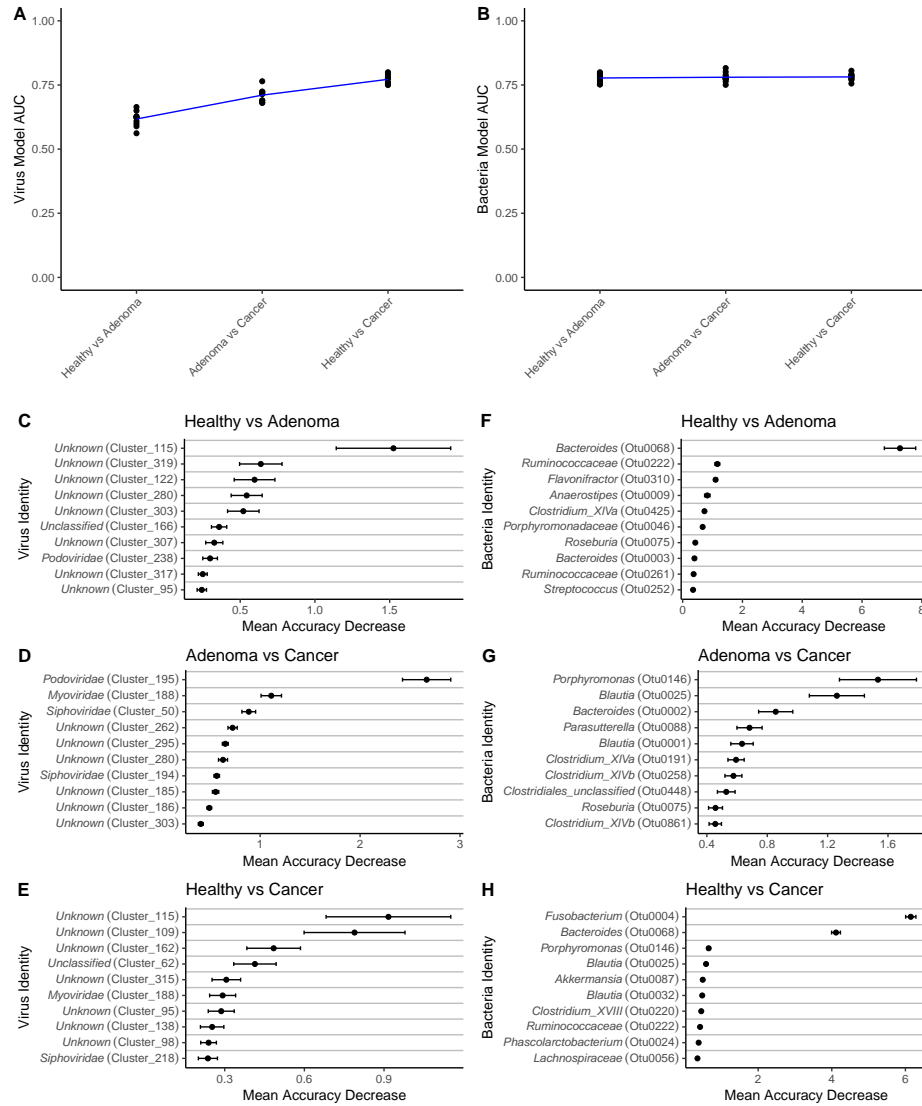 A
1.00
0.75
0.50
0.25
0.00
Virus Model AUC
Healthy vs Adenoma
Adenoma vs Cancer
Healthy vs Cancer
B
1.00
0.75
0.50
0.25
0.00
Bacteria Model AUC
Healthy vs Adenoma
Adenoma vs Cancer
Healthy vs Cancer
C
Healthy vs Adenoma
Virus Identity
Unknown (Cluster_115)
Unknown (Cluster_319)
Unknown (Cluster_122)
Unknown (Cluster_280)
Unknown (Cluster_303)
Unclassified (Cluster_166)
Unknown (Cluster_307)
Podoviridae (Cluster_238)
Unknown (Cluster_317)
Unknown (Cluster_95)
0.5 1.0 1.5
Mean Accuracy Decrease
D
Adenoma vs Cancer
Virus Identity
Podoviridae (Cluster_195)
Myoviridae (Cluster_188)
Siphoviridae (Cluster_50)
Unknown (Cluster_262)
Unknown (Cluster_295)
Unknown (Cluster_280)
Siphoviridae (Cluster_194)
Unknown (Cluster_185)
Unknown (Cluster_186)
Unknown (Cluster_303)
1 2 3
Mean Accuracy Decrease
E
Healthy vs Cancer
Virus Identity
Unknown (Cluster_115)
Unknown (Cluster_109)
Unknown (Cluster_162)
Unclassified (Cluster_62)
Unknown (Cluster_315)
Myoviridae (Cluster_188)
Unknown (Cluster_95)
Unknown (Cluster_138)
Unknown (Cluster_98)
Siphoviridae (Cluster_218)
0.3 0.6 0.9
Mean Accuracy Decrease
F
Healthy vs Adenoma
Bacteria Identity
Bacteroides (Otu0068)
Ruminococcaceae (Otu0222)
Flavonifractor (Otu0310)
Anaerostipes (Otu0009)
Clostridium_XIVa (Otu0425)
Porphyromonadaceae (Otu0046)
Roseburia (Otu0075)
Bacteroides (Otu0003)
Ruminococcaceae (Otu0261)
Streptococcus (Otu0252)
0 2 4 6 8
Mean Accuracy Decrease
G
Adenoma vs Cancer
Bacteria Identity
Porphyromonas (Otu0146)
Blautia (Otu0025)
Bacteroides (Otu0002)
Parasutterella (Otu0088)
Blautia (Otu0001)
Clostridium_XIVa (Otu0191)
Clostridium_XIVb (Otu0258)
Clostridiales_unclassified (Otu0448)
Roseburia (Otu0075)
Clostridium_XIVb (Otu0861)
0.4 0.8 1.2 1.6
Mean Accuracy Decrease
H
Healthy vs Cancer
Bacteria Identity
Fusobacterium (Otu0004)
Bacteroides (Otu0068)
Porphyromonas (Otu0146)
Blautia (Otu0025)
Akkermansia (Otu0087)
Blautia (Otu0032)
Clostridium_XVIII (Otu0220)
Ruminococcaceae (Otu0222)
Phascolarctobacterium (Otu0024)
Lachnospiraceae (Otu0056)
2 4 6
Mean Accuracy Decrease